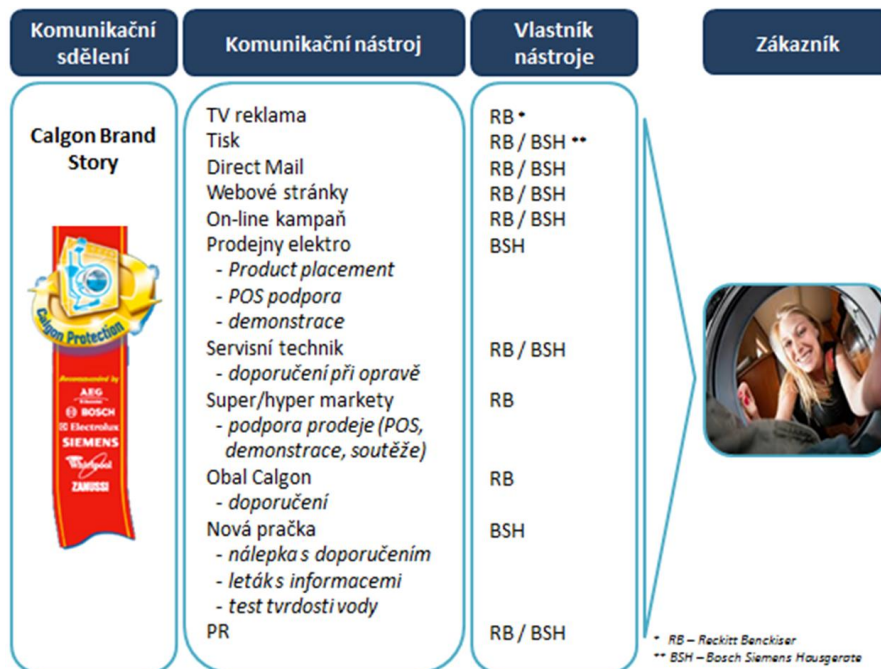 Komunikační
sdělení
Komunikační nástroj
Vlastník
nástroje
Zákazník
Calgon Brand
Story
Calgon Protection
Recommended by
AEG
BOSCH
Electrolux
SIEMENS
Whirlpool
ZANUSSI
TV reklama RB *
Tisk RB / BSH **
Direct Mail RB / BSH
Webové stránky RB / BSH
On-line kampaň RB / BSH
Prodejny elektro BSH
- Product placement
- POS podpora
- demonstrace
Servisní technik RB / BSH
- doporučení při opravě
Super/hyper markety RB
- podpora prodeje (POS,
demonstrace, soutěže)
Obal Calgon RB
- doporučení
Nová pračka BSH
- nálepka s doporučením
- leták s informacemi
- test tvrdosti vody
PR RB / BSH
* RB – Reckitt Benckiser
** BSH – Bosch Siemens Hausgerate